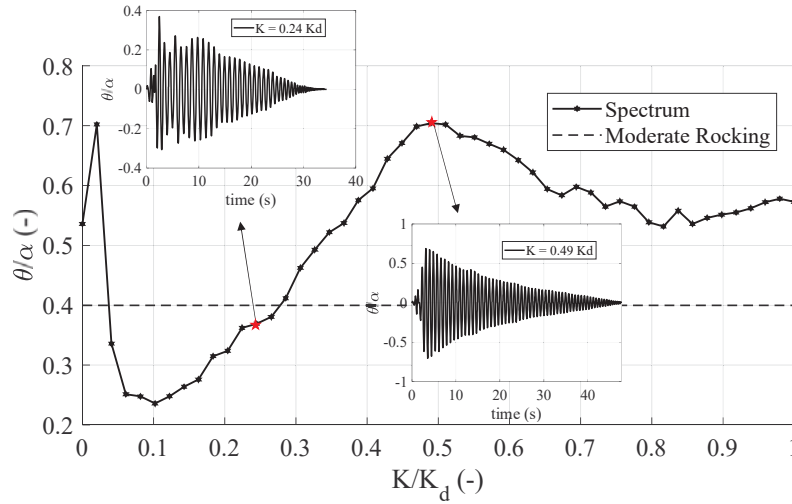 0.4
0.2
0
-0.2
-0.4
θ/α
K = 0.24 Kd
0 10 20 30 40
time (s)
0.8
0.7
0.6
0.5
0.4
0.3
0.2
θ/α (-)
Spectrum
Moderate Rocking
1
0.5
0
-0.5
-1
θ/α
K = 0.49 Kd
0 10 20 30 40
time (s)
0 0.1 0.2 0.3 0.4 0.5 0.6 0.7 0.8 0.9 1
K/K_d (-)